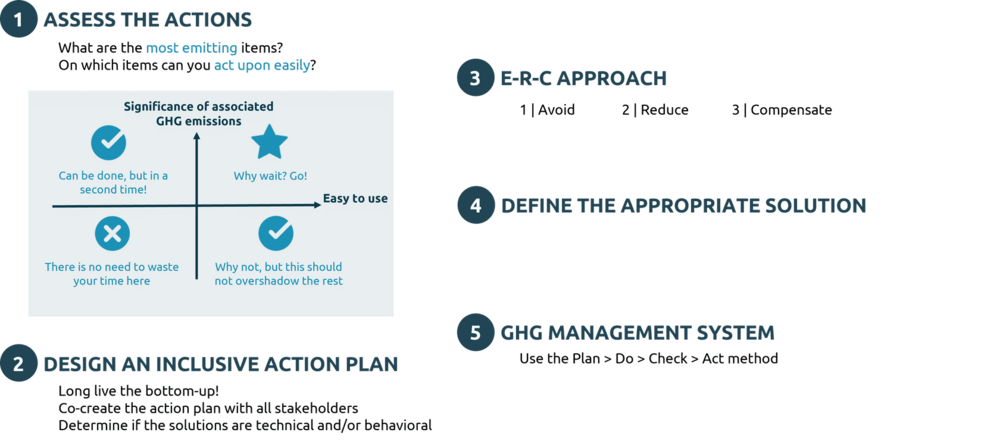 1 ASSESS THE ACTIONS
What are the most emitting items?
On which items can you act upon easily?
Significance of associated
GHG emissions
Can be done, but in a
second time!
Why wait? Go!
Easy to use
There is no need to waste
your time here
Why not, but this should
not overshadow the rest
2 DESIGN AN INCLUSIVE ACTION PLAN
Long live the bottom-up!
Co-create the action plan with all stakeholders
Determine if the solutions are technical and/or behavioral
3 E-R-C APPROACH
1 | Avoid 2 | Reduce 3 | Compensate
4 DEFINE THE APPROPRIATE SOLUTION
5 GHG MANAGEMENT SYSTEM
Use the Plan > Do > Check > Act method